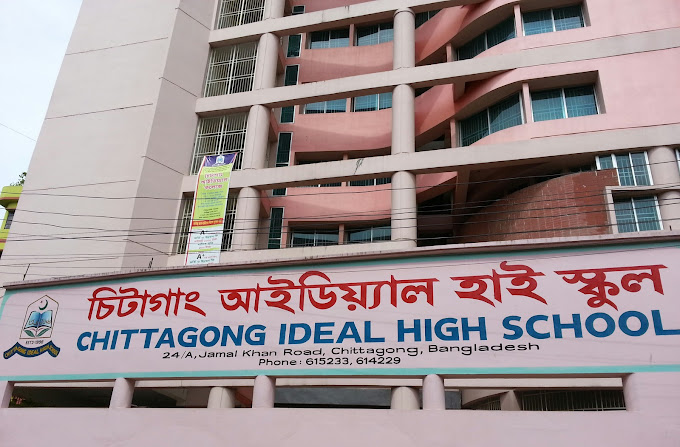 চিটাগাং আইডিয়্যাল হাই স্কুল
CHITTAGONG IDEAL HIGH SCHOOL
24/A, Jamal Khan Road, Chittagong, Bangladesh
Phone : 615233, 614229